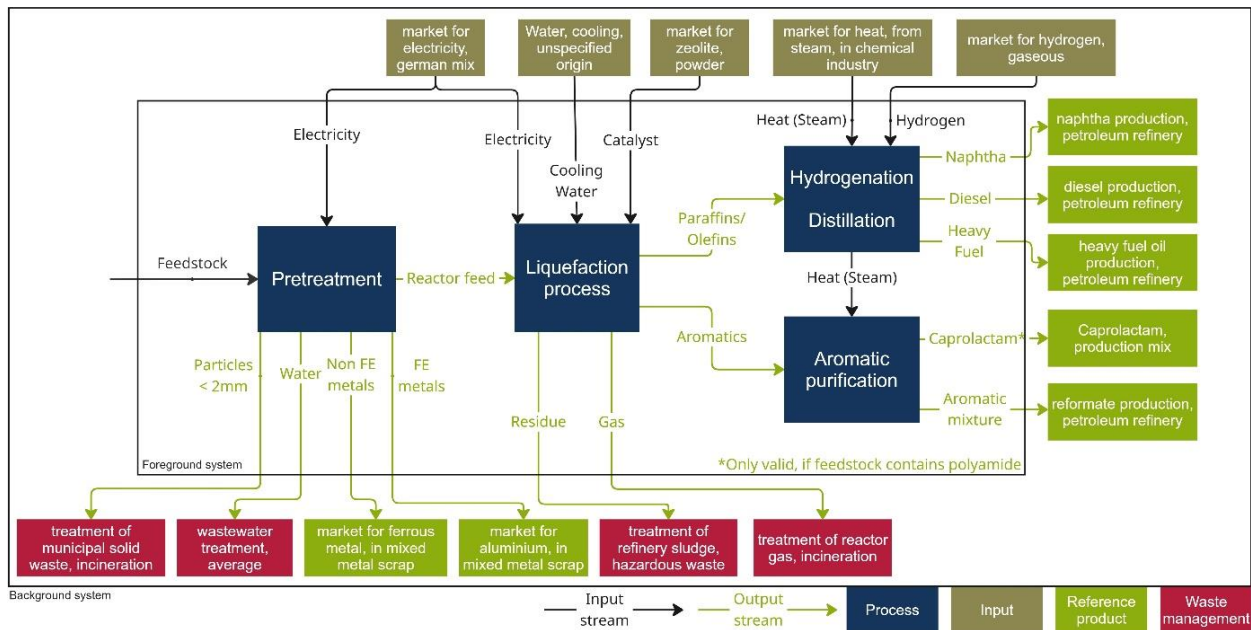 market for
electricity,
german mix
Water, cooling,
unspecified
origin
market for
zeolite,
powder
market for heat, from
steam, in chemical
industry
market for hydrogen,
gaseous
Electricity
Electricity
Cooling
Water
Catalyst
Heat (Steam)
Hydrogen
Feedstock
Pretreatment
Reactor feed
Liquefaction
process
Paraffins/
Olefins
Aromatics
Hydrogenation
Distillation
Heat (Steam)
Aromatic
purification
Naphtha
Diesel
Heavy
Fuel
Caprolactam*
Aromatic
mixture
naphtha production,
petroleum refinery
diesel production,
petroleum refinery
heavy fuel oil
production,
petroleum refinery
Caprolactam,
production mix
reformate production,
petroleum refinery
Particles
< 2mm
Water
Non FE
metals
FE
metals
Residue
Gas
Foreground system
*Only valid, if feedstock contains polyamide
treatment of
municipal solid
waste, incineration
wastewater
treatment,
average
market for ferrous
metal, in mixed
metal scrap
market for
aluminium, in
mixed metal scrap
treatment of
refinery sludge,
hazardous waste
treatment of reactor
gas, incineration
Background system
Input
stream
Output
stream
Process
Input
Reference
product
Waste
management